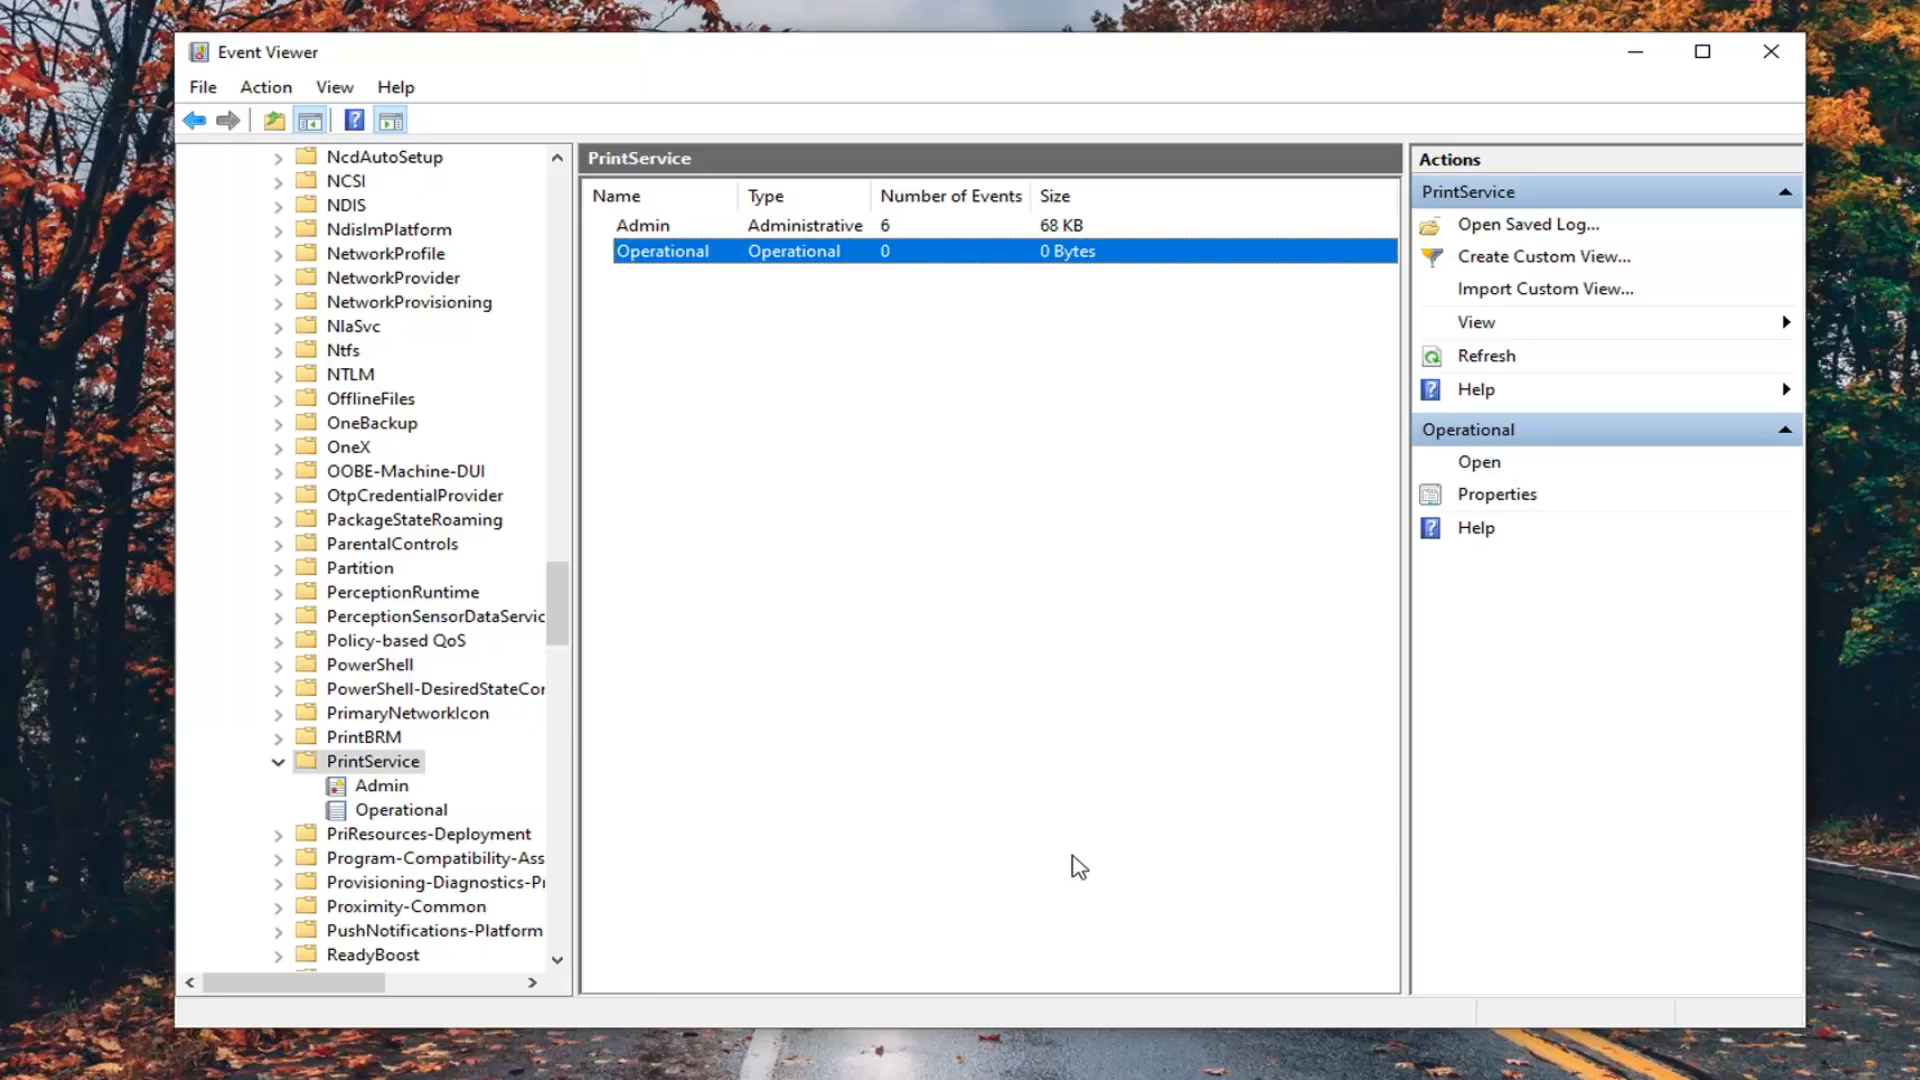 Event Viewer
File Action View Help
NcdAutoSetup
NCSI
NDIS
NdisImPlatform
NetworkProfile
NetworkProvider
NetworkProvisioning
NlaSvc
Ntfs
NTLM
OfflineFiles
OneBackup
OneX
OOBE-Machine-DUI
OtpCredentialProvider
PackageStateRoaming
ParentalControls
Partition
PerceptionRuntime
PerceptionSensorDataServic
Policy-based QoS
PowerShell
PowerShell-DesiredStateCor
PrimaryNetworkIcon
PrintBRM
PrintService
Admin
Operational
PriResources-Deployment
Program-Compatibility-Ass
Provisioning-Diagnostics-Pr
Proximity-Common
PushNotifications-Platform
ReadyBoost
PrintService
Name Type Number of Events Size
Admin Administrative 6 68 KB
Operational Operational 0 0 Bytes
Actions
PrintService
Open Saved Log...
Create Custom View...
Import Custom View...
View
Refresh
Help
Operational
Open
Properties
Help